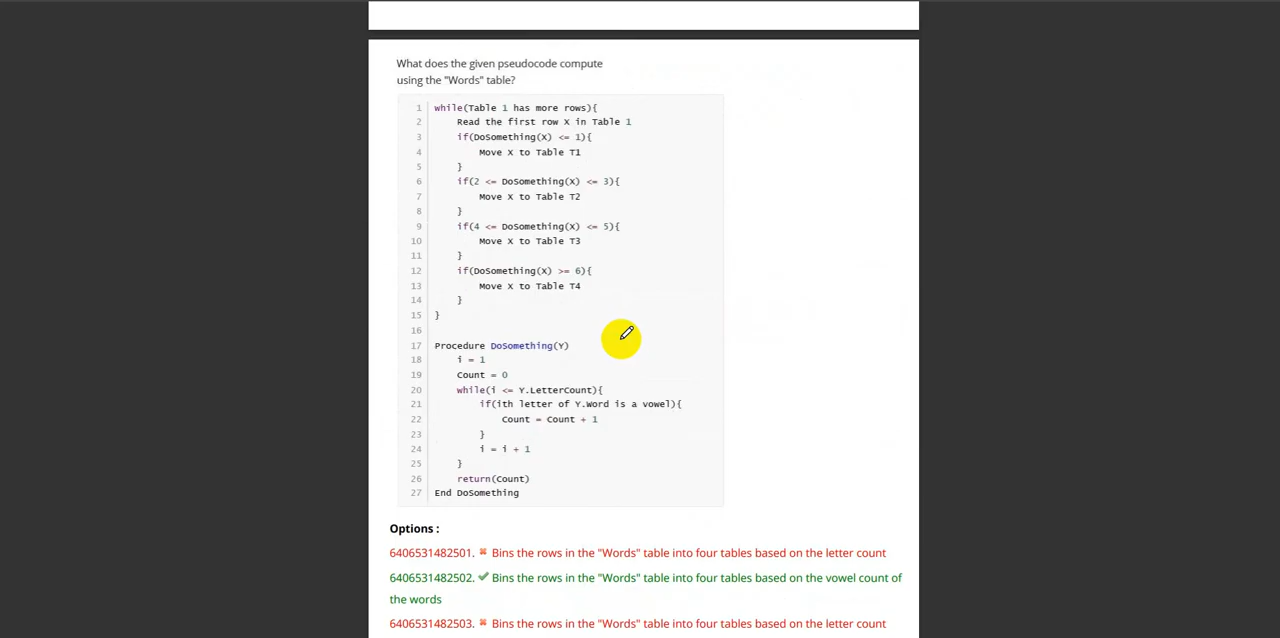 What does the given pseudocode compute
using the "Words" table?
1 while(Table 1 has more rows){
2 Read the first row X in Table 1
3 if(DoSomething(X) <= 1){
4 Move X to Table T1
5 }
6 if(2 <= DoSomething(X) <= 3){
7 Move X to Table T2
8 }
9 if(4 <= DoSomething(X) <= 5){
10 Move X to Table T3
11 }
12 if(DoSomething(X) >= 6){
13 Move X to Table T4
14 }
15 }
16
17 Procedure DoSomething(Y)
18 i = 1
19 Count = 0
20 while(i <= Y.LetterCount){
21 if(ith letter of Y.Word is a vowel){
22 Count = Count + 1
23 }
24 i = i + 1
25 }
26 return(Count)
27 End DoSomething
Options :
6406531482501. ✖ Bins the rows in the "Words" table into four tables based on the letter count
6406531482502. ✔ Bins the rows in the "Words" table into four tables based on the vowel count of
the words
6406531482503. ✖ Bins the rows in the "Words" table into four tables based on the letter count